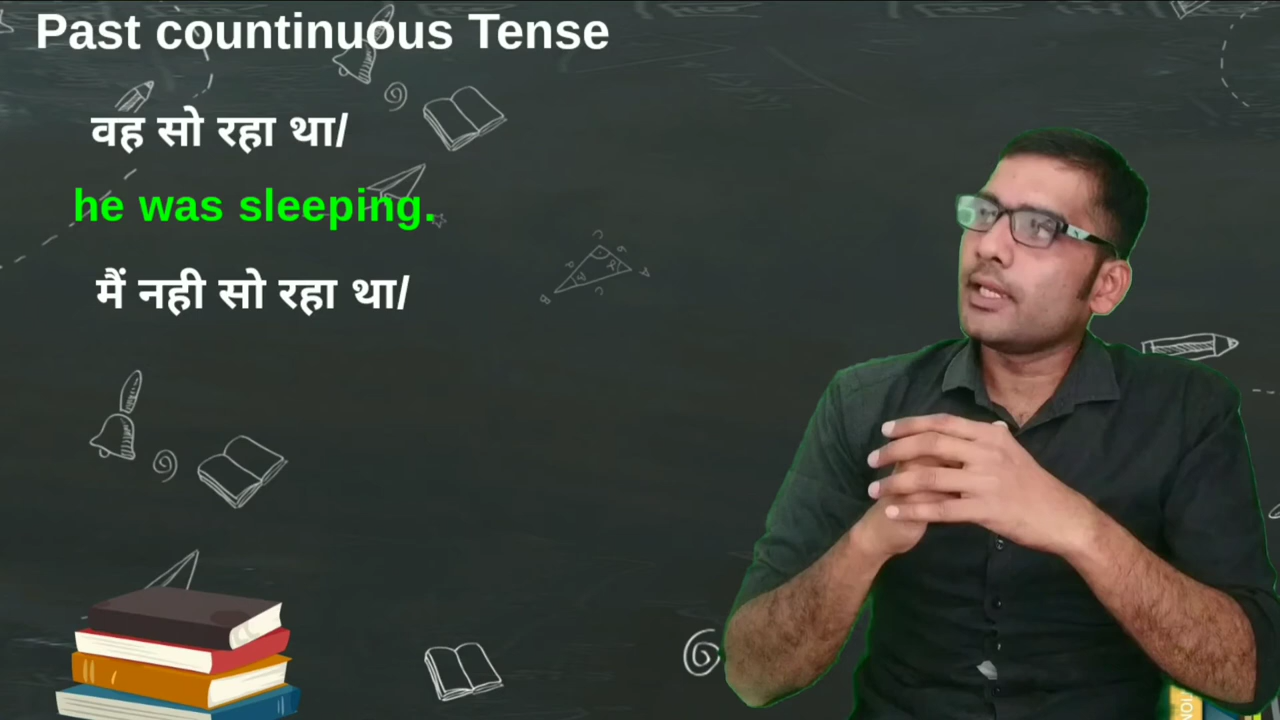 Past countinuous Tense
वह सो रहा था/
he was sleeping.
मैं नही सो रहा था/